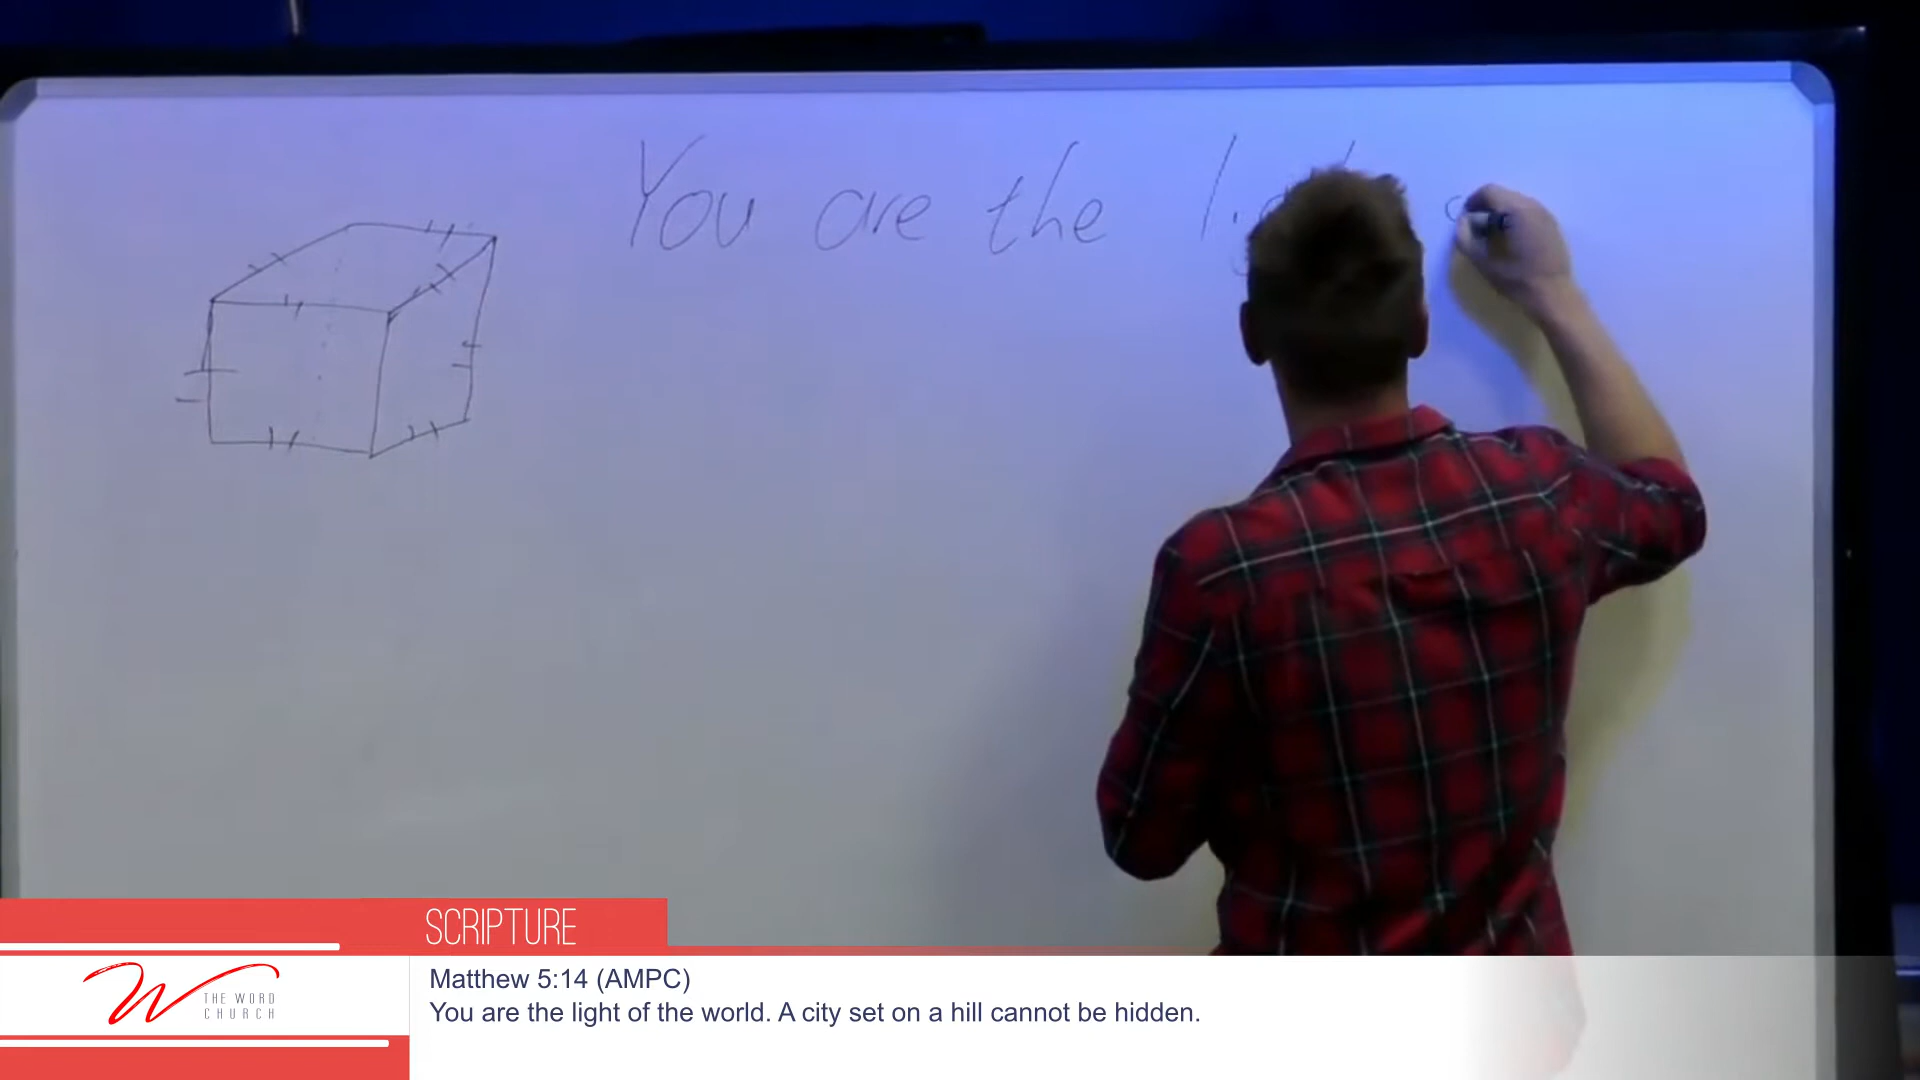 You are the
SCRIPTURE
THE WORD
CHURCH
Matthew 5:14 (AMPC)
You are the light of the world. A city set on a hill cannot be hidden.